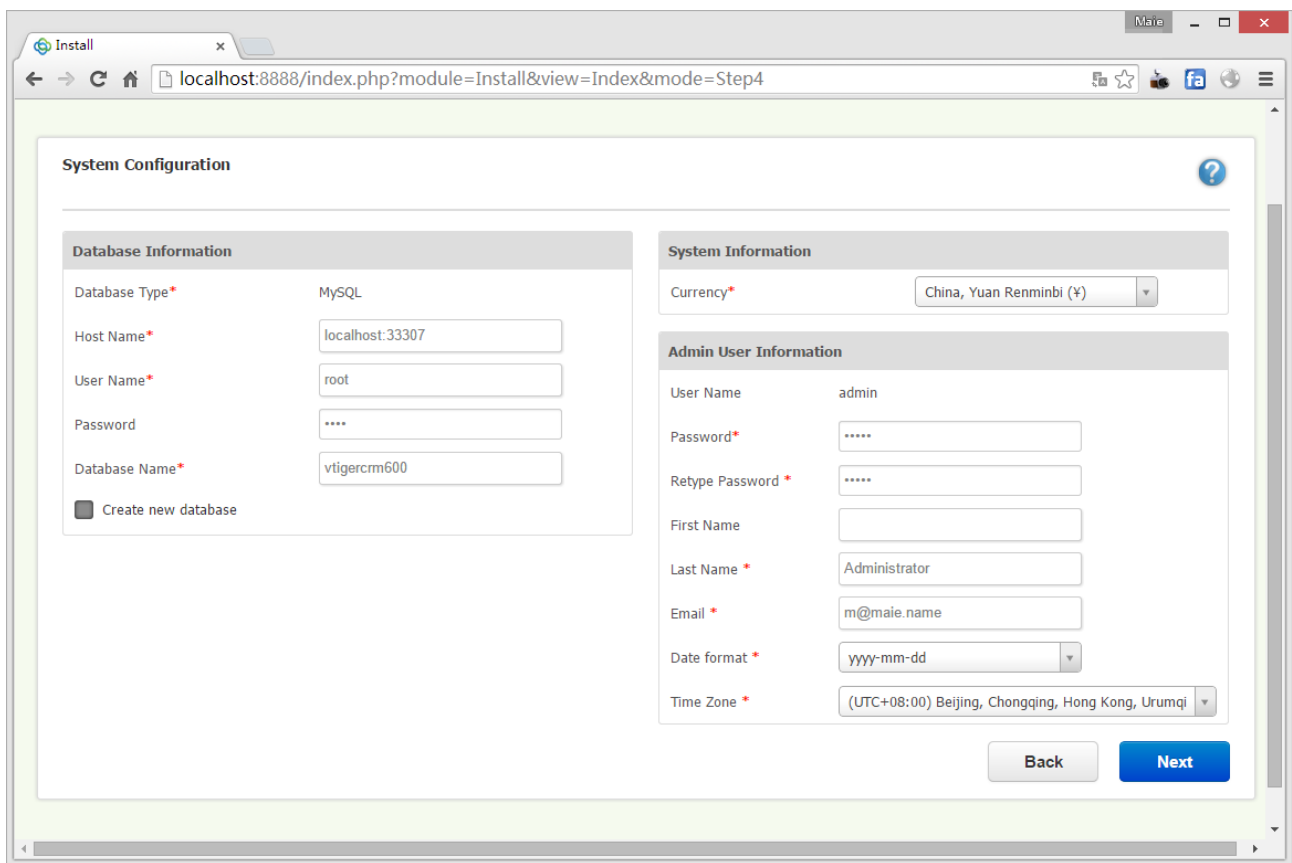 Maie
Install
localhost:8888/index.php?module=Install&view=Index&mode=Step4
fa
System Configuration
?
Database Information
Database Type* MySQL
Host Name* localhost:33307
User Name* root
Password ••••
Database Name* vtigercrm600
Create new database
System Information
Currency* China, Yuan Renminbi (¥)
Admin User Information
User Name admin
Password* •••••
Retype Password * •••••
First Name
Last Name * Administrator
Email * m@maie.name
Date format * yyyy-mm-dd
Time Zone * (UTC+08:00) Beijing, Chongqing, Hong Kong, Urumqi
Back Next